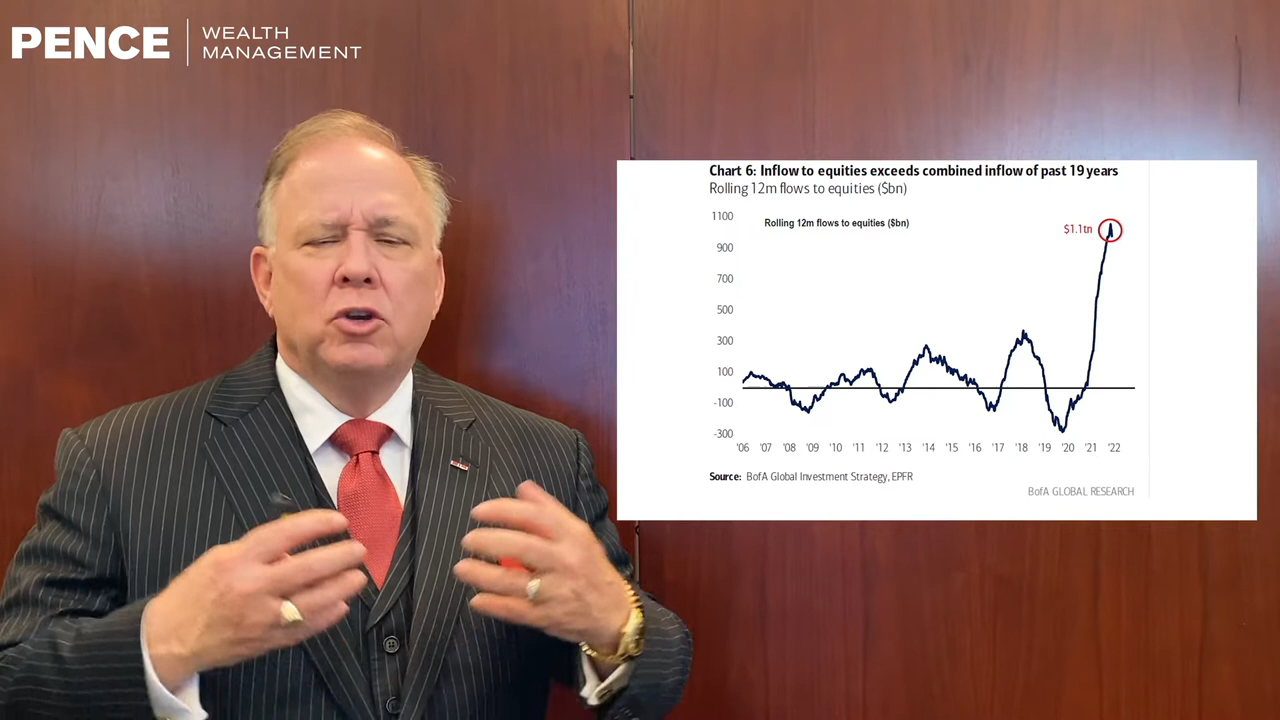 PENCE
WEALTH
MANAGEMENT
Chart 6: Inflow to equities exceeds combined inflow of past 19 years
Rolling 12m flows to equities ($bn)
1100
Rolling 12m flows to equities ($bn)
$1.1tn
900
700
500
300
100
-100
-300
'06 '07 '08 '09 '10 '11 '12 '13 '14 '15 '16 '17 '18 '19 '20 '21 '22
Source: BofA Global Investment Strategy, EPFR
BofA GLOBAL RESEARCH